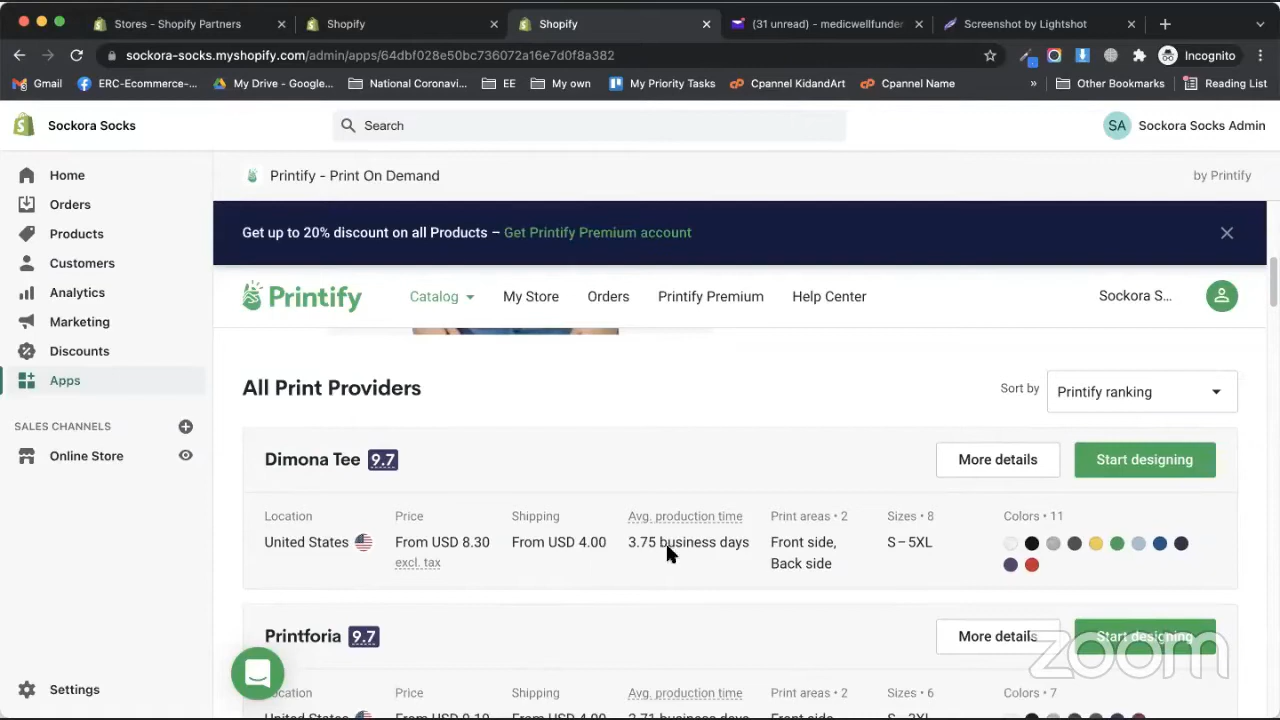 Stores - Shopify Partners
Shopify
Shopify
(31 unread) - medicwellfunder
Screenshot by Lightshot
sockora-socks.myshopify.com/admin/apps/64dbf028e50bc736072a16e7d0f8a382
Incognito
Gmail
ERC-Ecommerce-...
My Drive - Google...
National Coronavi...
EE
My own
My Priority Tasks
Cpannel KidandArt
Cpannel Name
»
Other Bookmarks
Reading List
Sockora Socks
Search
SA
Sockora Socks Admin
Home
Orders
Products
Customers
Analytics
Marketing
Discounts
Apps
SALES CHANNELS
Online Store
Settings
Printify - Print On Demand
by Printify
Get up to 20% discount on all Products – Get Printify Premium account
Printify
Catalog
My Store
Orders
Printify Premium
Help Center
Sockora S...
All Print Providers
Sort by
Printify ranking
Dimona Tee 9.7
More details
Start designing
Location
Price
Shipping
Avg. production time
Print areas • 2
Sizes • 8
Colors • 11
United States
From USD 8.30
From USD 4.00
3.75 business days
Front side,
S–5XL
excl. tax
Back side
Printforia 9.7
More details
Start designing
zoom
Location
Price
Shipping
Avg. production time
Print areas • 2
Sizes • 6
Colors • 7